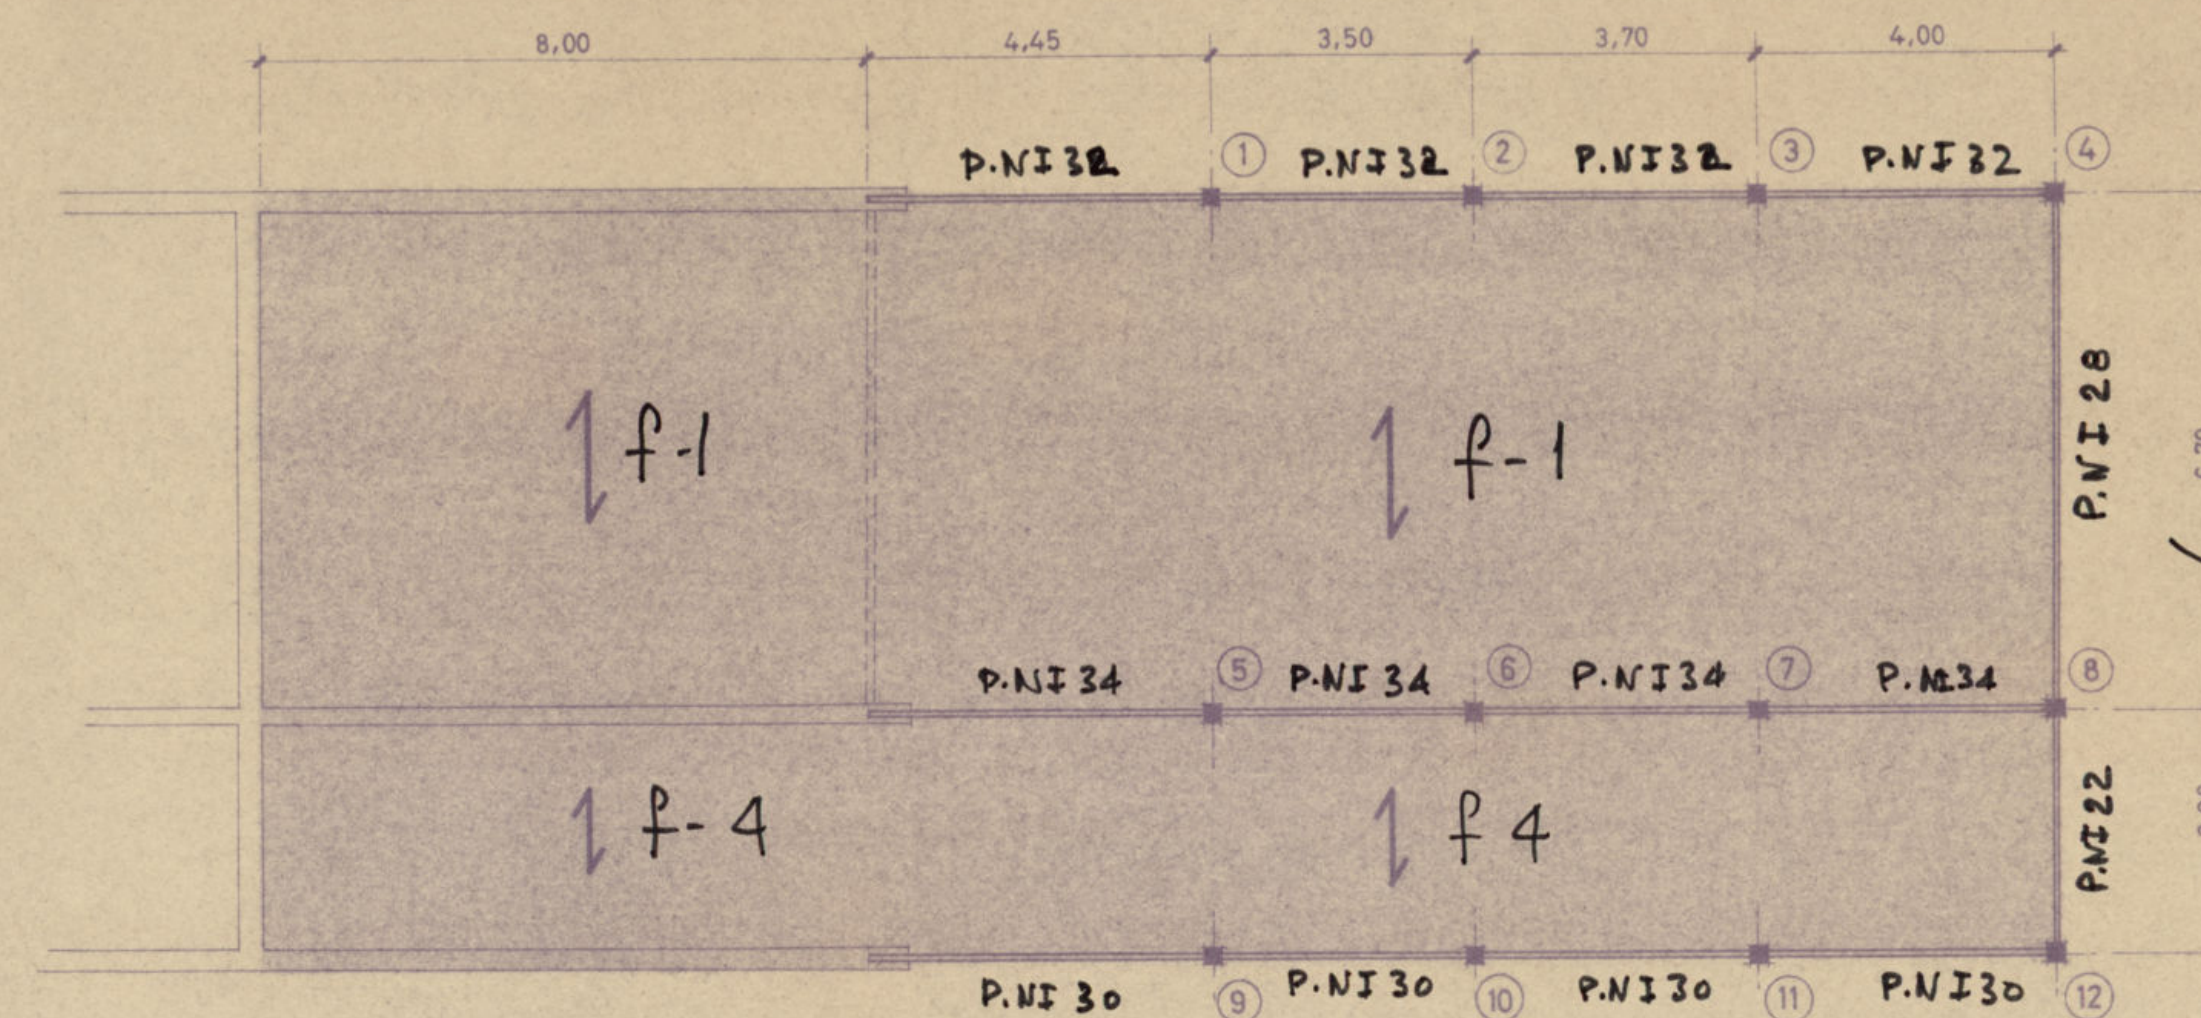 8,00 4,45 3,50 3,70 4,00
P.NI 32 1 P.NI 32 2 P.NI 32 3 P.NI 32 4
P.NI 28
f-1 f-1
P.NI 34 5 P.NI 34 6 P.NI 34 7 P.NI 34 8
P.NI 22
f-4 f 4
P.NI 30 9 P.NI 30 10 P.NI 30 11 P.NI 30 12